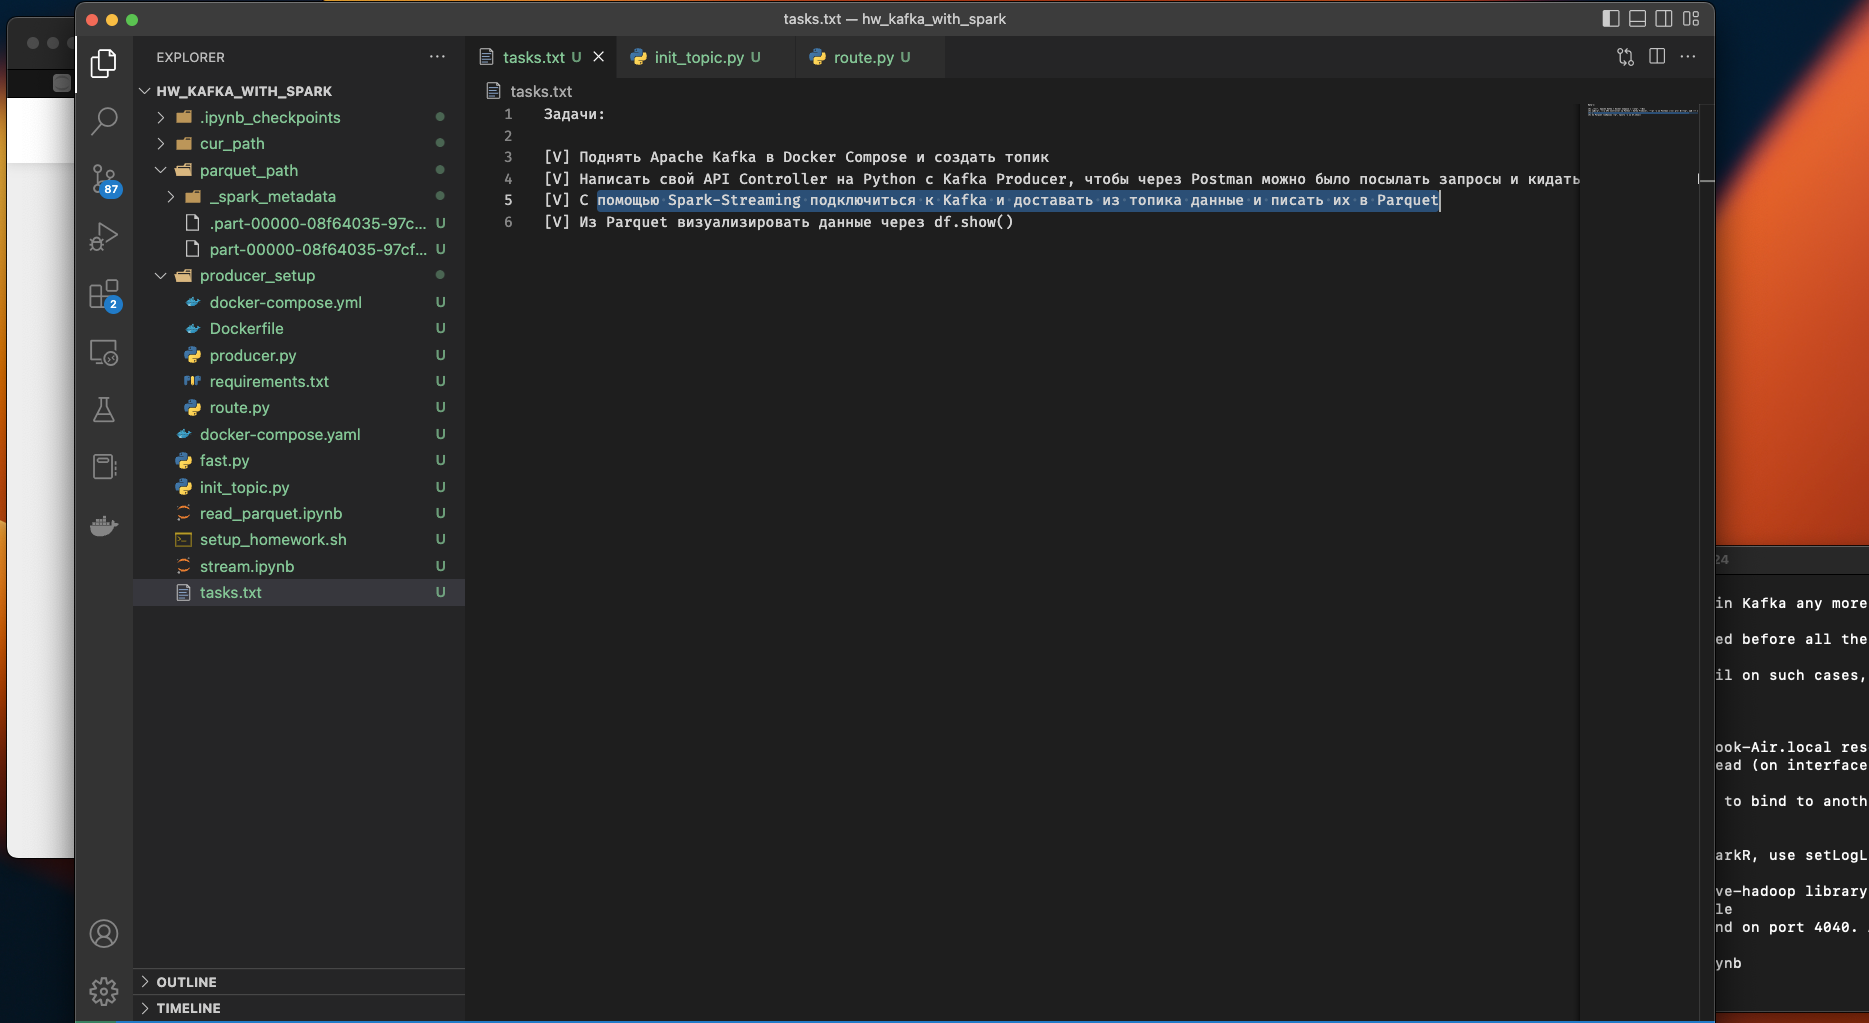 tasks.txt — hw_kafka_with_spark
EXPLORER
tasks.txt U
init_topic.py U
route.py U
HW_KAFKA_WITH_SPARK
tasks.txt
.ipynb_checkpoints
cur_path
parquet_path
_spark_metadata
.part-00000-08f64035-97c... U
part-00000-08f64035-97cf... U
producer_setup
docker-compose.yml U
Dockerfile U
producer.py U
requirements.txt U
route.py U
docker-compose.yaml U
fast.py U
init_topic.py U
read_parquet.ipynb U
setup_homework.sh U
stream.ipynb U
tasks.txt U
OUTLINE
TIMELINE
87
2
1 Задачи:
2
3 [V] Поднять Apache Kafka в Docker Compose и создать топик
4 [V] Написать свой API Controller на Python с Kafka Producer, чтобы через Postman можно было посылать запросы и кидать
5 [V] С помощью Spark-Streaming подключиться к Kafka и доставать из топика данные и писать их в Parquet
6 [V] Из Parquet визуализировать данные через df.show()
24
in Kafka any more
ed before all the
il on such cases,
ook-Air.local res
ead (on interface
to bind to anoth
arkR, use setLogL
ve-hadoop library
le
nd on port 4040.
ynb